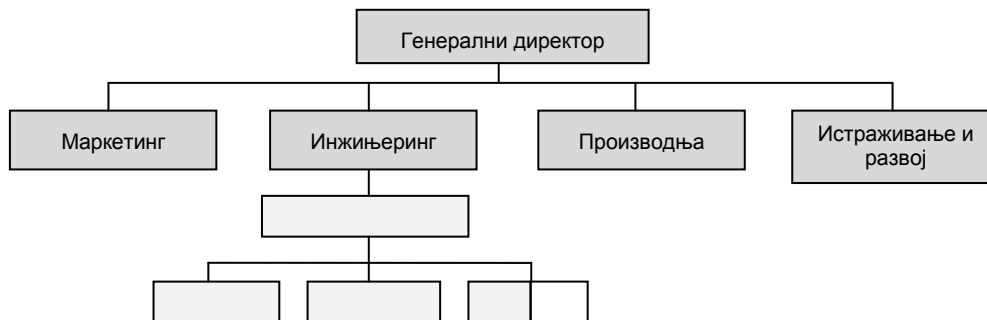 Генерални директор
Маркетинг
Инжињеринг
Производња
Истраживање и
развој